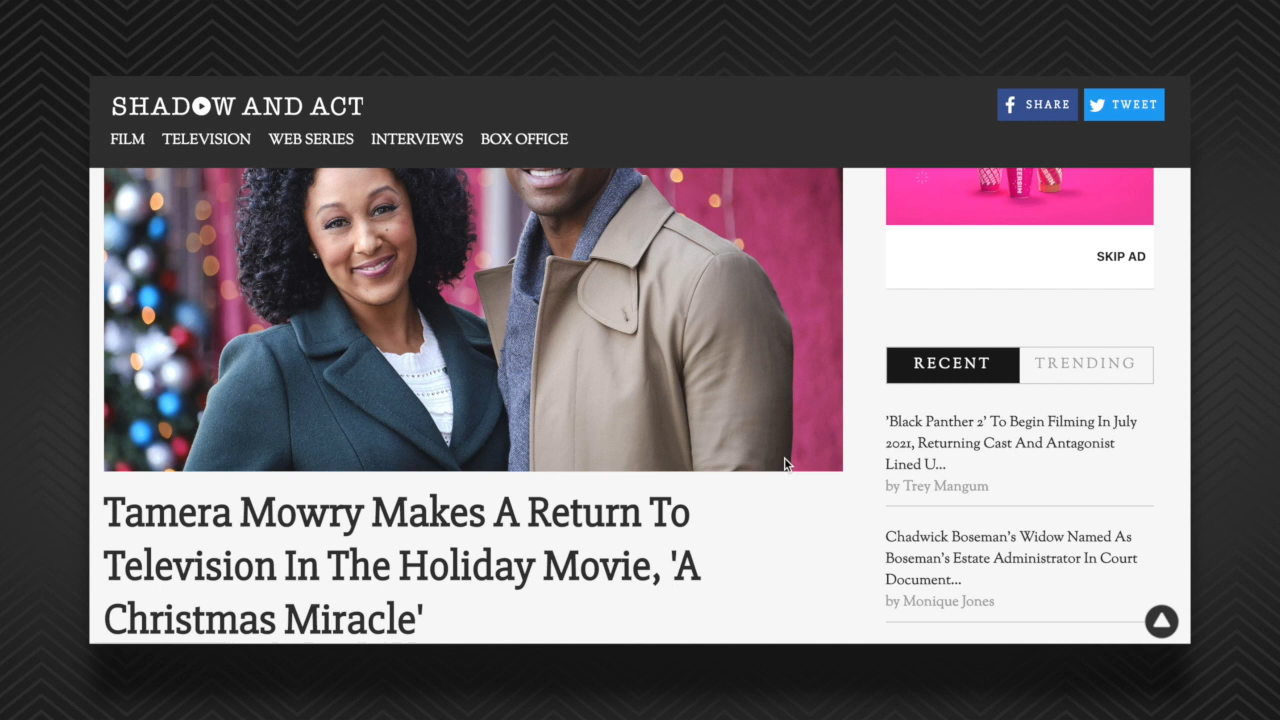 SHADOW AND ACT
SHARE
TWEET
FILM TELEVISION WEB SERIES INTERVIEWS BOX OFFICE
SKIP AD
Tamera Mowry Makes A Return To
Television In The Holiday Movie, 'A
Christmas Miracle'
RECENT
TRENDING
'Black Panther 2' To Begin Filming In July
2021, Returning Cast And Antagonist
Lined U...
by Trey Mangum
Chadwick Boseman's Widow Named As
Boseman's Estate Administrator In Court
Document...
by Monique Jones